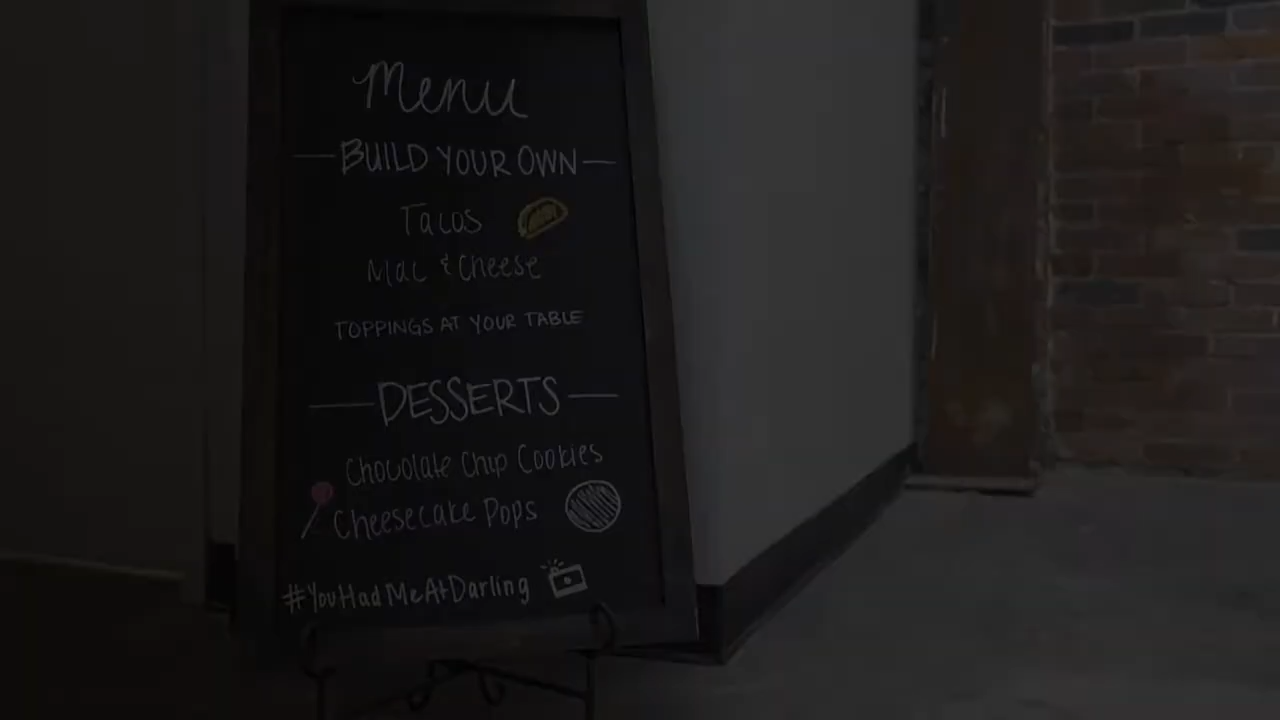 Menu
BUILD YOUR OWN
Tacos
Mac & Cheese
TOPPINGS AT YOUR TABLE
DESSERTS
Chocolate Chip Cookies
Cheesecake Pops
#YouHadMeAtDarling